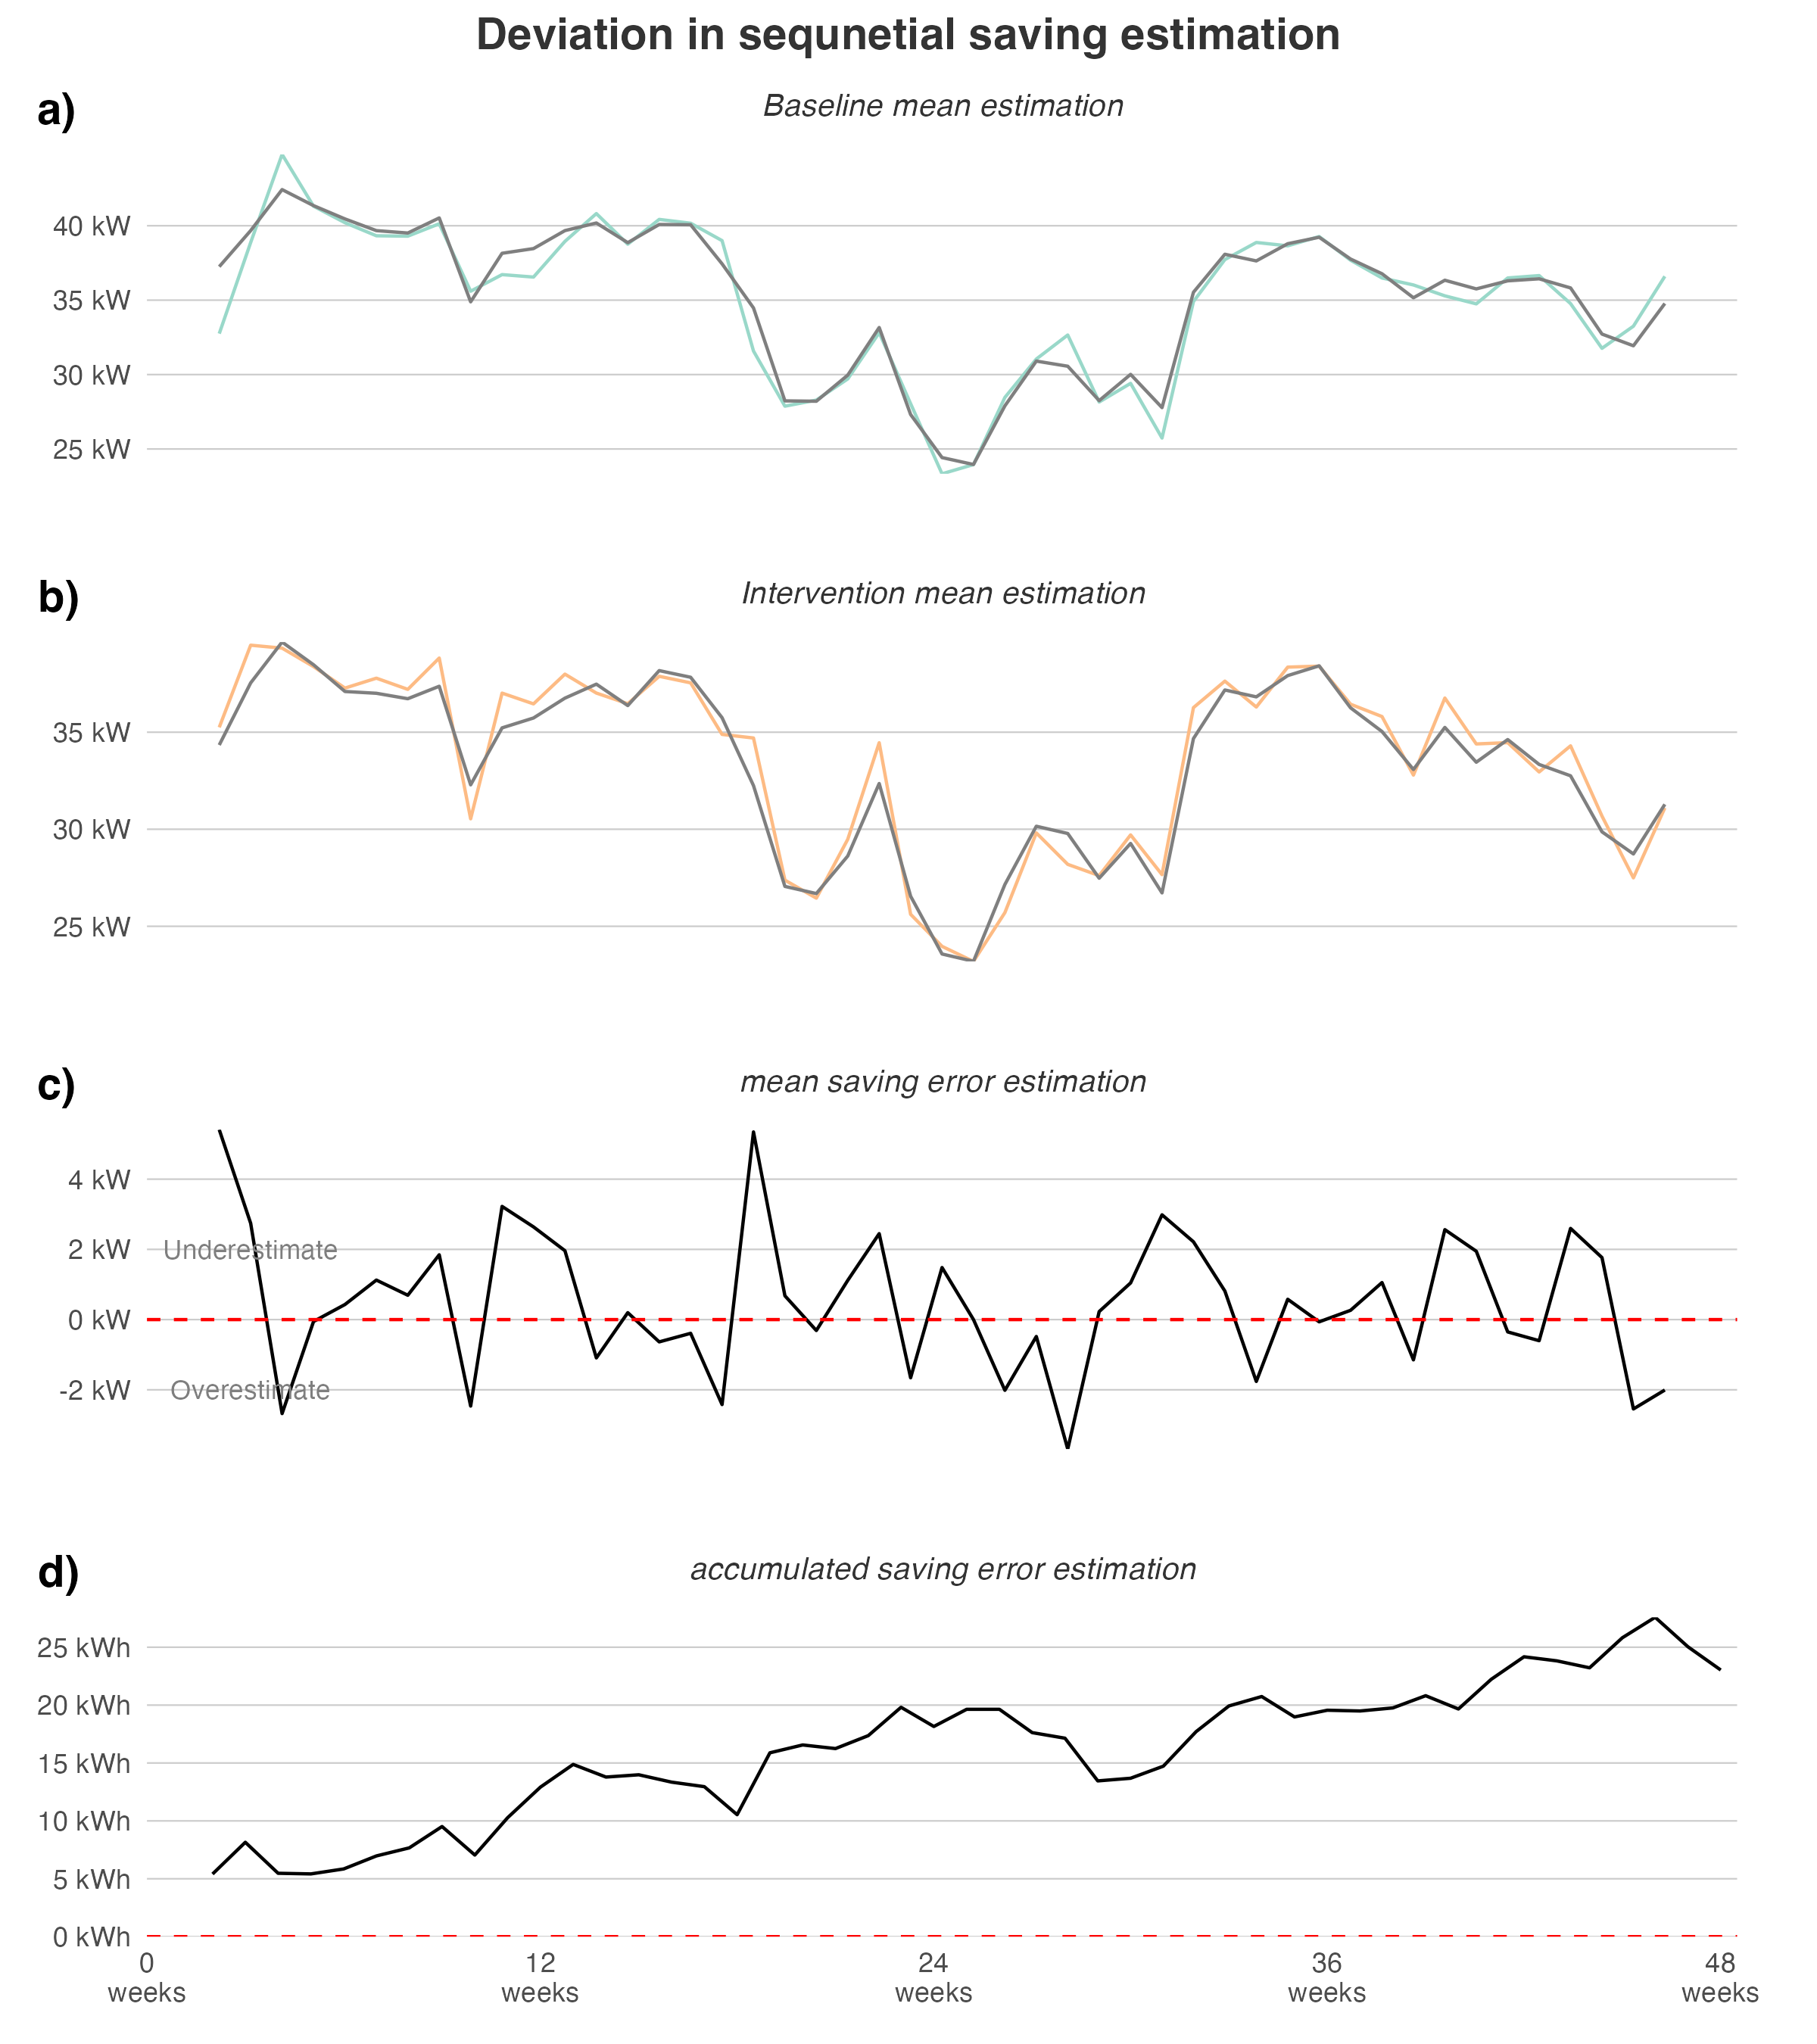 Deviation in sequnetial saving estimation
a)
Baseline mean estimation
40 kW
35 kW
30 kW
25 kW
b)
Intervention mean estimation
35 kW
30 kW
25 kW
c)
mean saving error estimation
4 kW
2 kW
Underestimate
0 kW
-2 kW
Overestimate
d)
accumulated saving error estimation
25 kWh
20 kWh
15 kWh
10 kWh
5 kWh
0 kWh
0 12 24 36 48
weeks weeks weeks weeks weeks